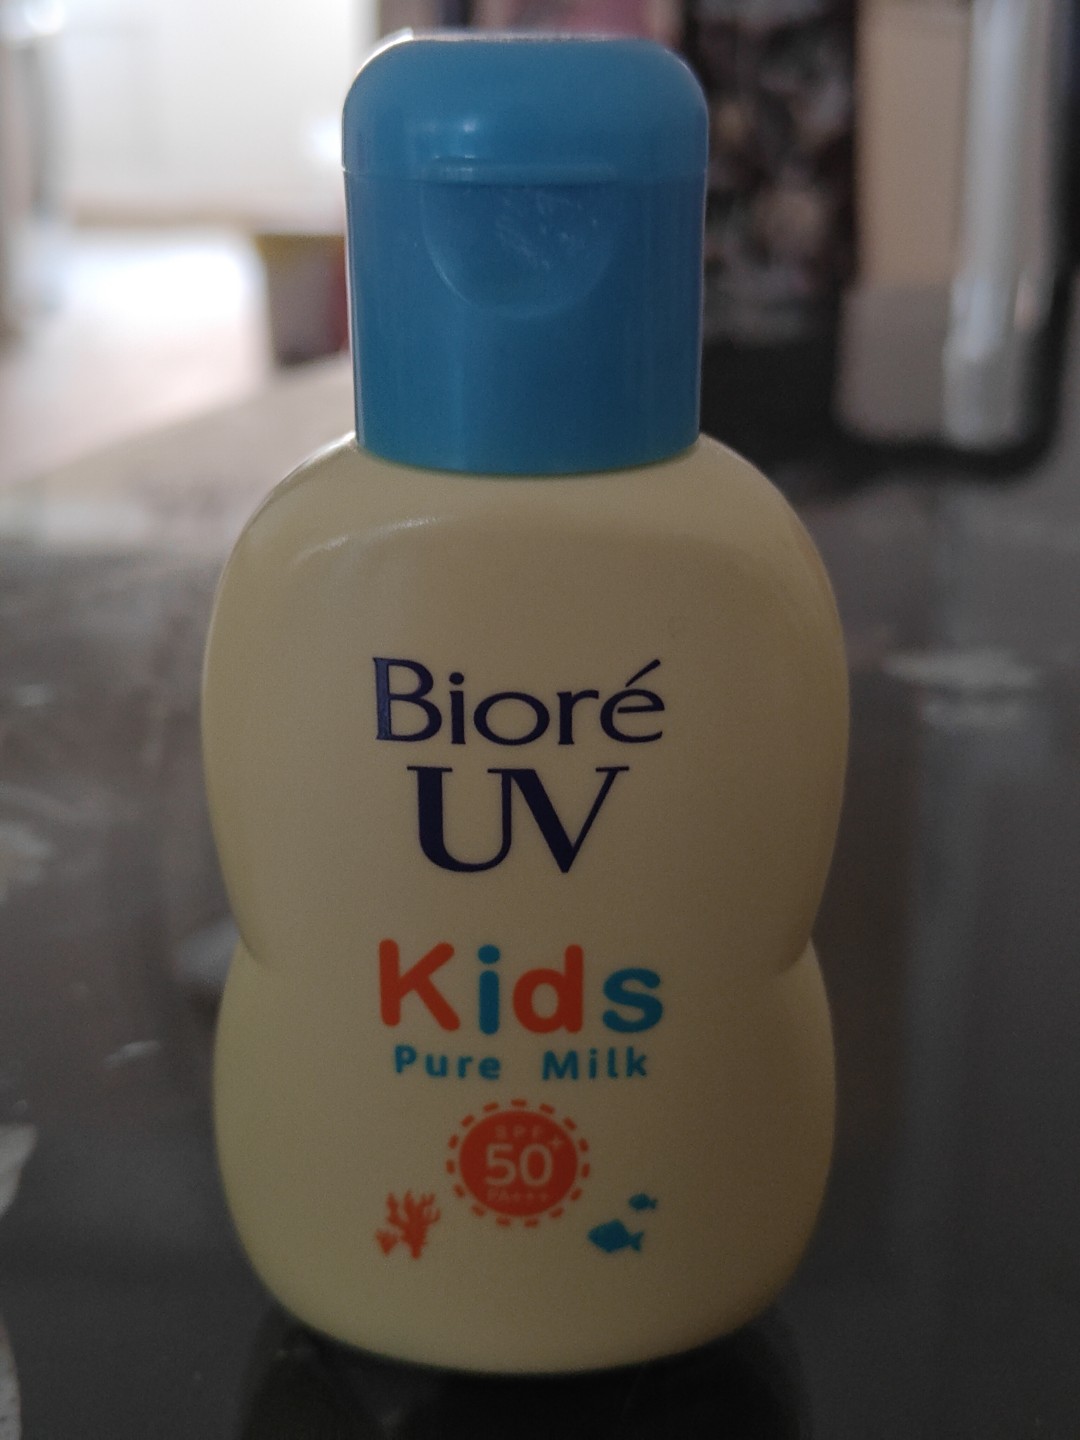 Bioré
UV
Kids
Pure Milk
SPF
50+
PA+++